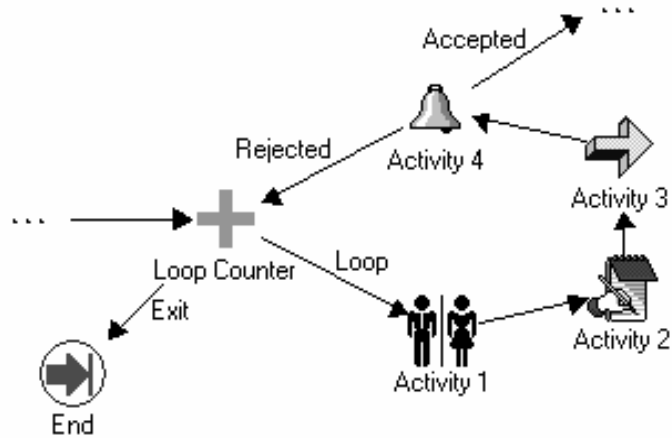 ...
Accepted
Rejected
Activity 4
Activity 3
...
Loop Counter
Loop
Exit
Activity 2
Activity 1
End